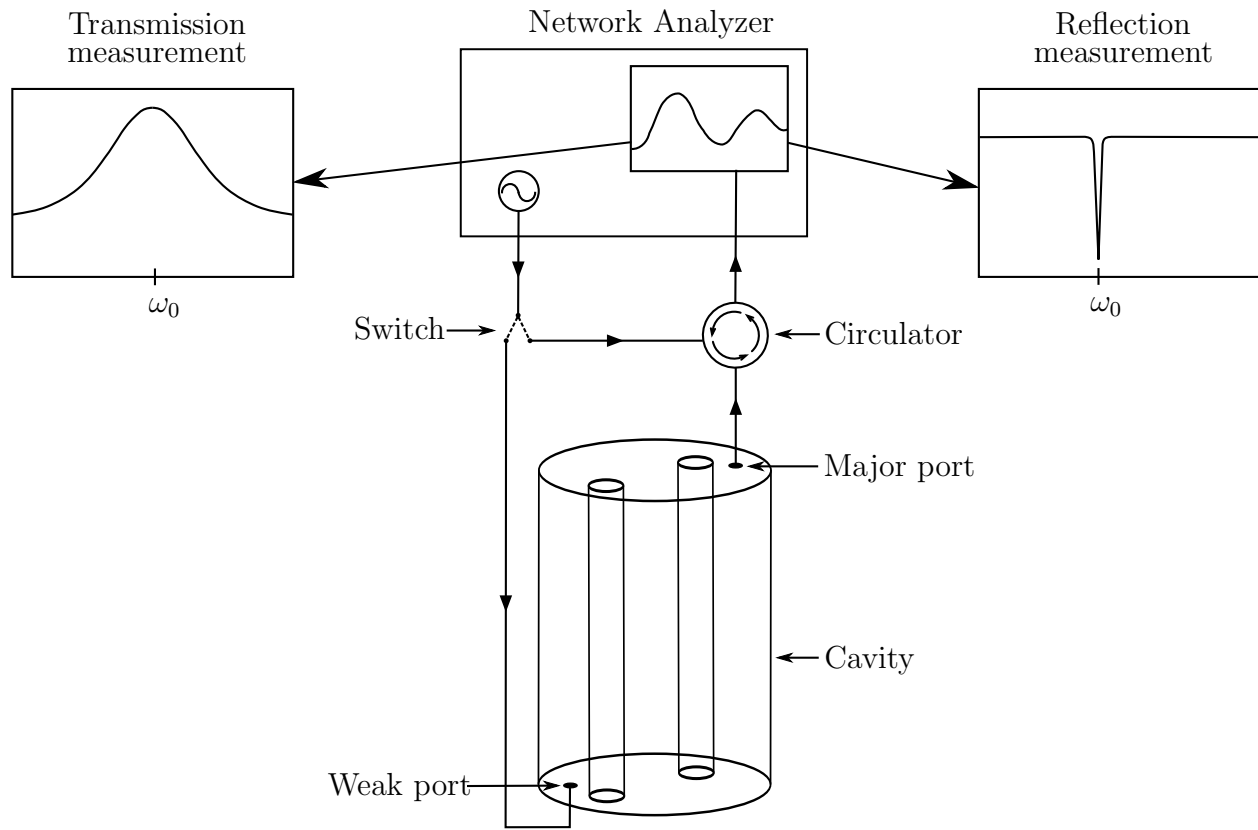 Transmission
measurement
Network Analyzer
Reflection
measurement
ω₀
ω₀
Switch
Circulator
Major port
Cavity
Weak port